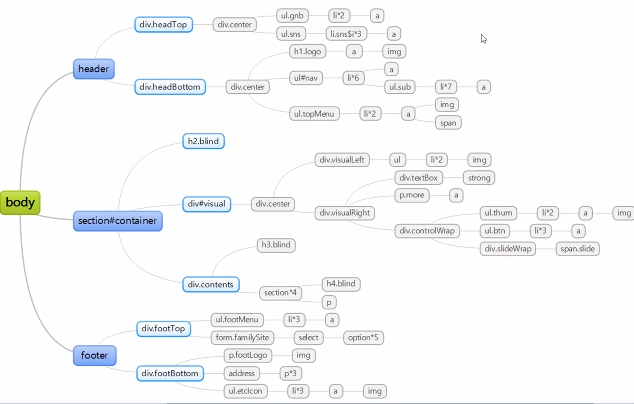 body
header
div.headTop
div.center
ul.gnb
li*2
a
ul.sns
li.sns$i*3
a
div.headBottom
div.center
h1.logo
a
img
ul#nav
li*6
a
ul.sub
li*7
a
ul.topMenu
li*2
a
img
span
section#container
h2.blind
div#visual
div.center
div.visualLeft
ul
li*2
img
div.visualRight
div.textBox
strong
p.more
a
div.controlWrap
ul.thum
li*2
a
img
ul.btn
li*3
a
div.slideWrap
span.slide
div.contents
h3.blind
section*4
h4.blind
p
footer
div.footTop
ul.footMenu
li*3
a
form.familySite
select
option*5
div.footBottom
p.footLogo
img
address
p*3
ul.etcIcon
li*3
a
img